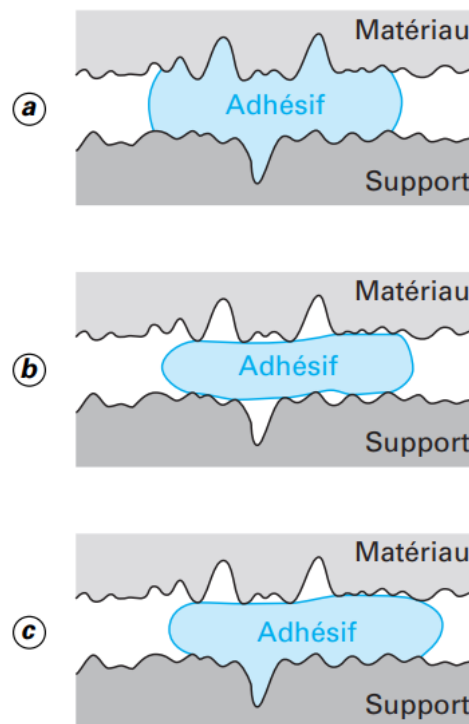 Matériau
a
Adhésif
Support
Matériau
b
Adhésif
Support
Matériau
c
Adhésif
Support